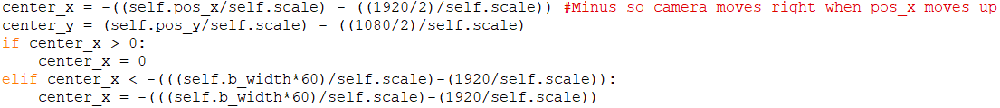 center_x = -((self.pos_x/self.scale) - ((1920/2)/self.scale)) #Minus so camera moves right when pos_x moves up
center_y = (self.pos_y/self.scale) - ((1080/2)/self.scale)
if center_x > 0:
    center_x = 0
elif center_x < -(((self.b_width*60)/self.scale)-(1920/self.scale)):
    center_x = -(((self.b_width*60)/self.scale)-(1920/self.scale))